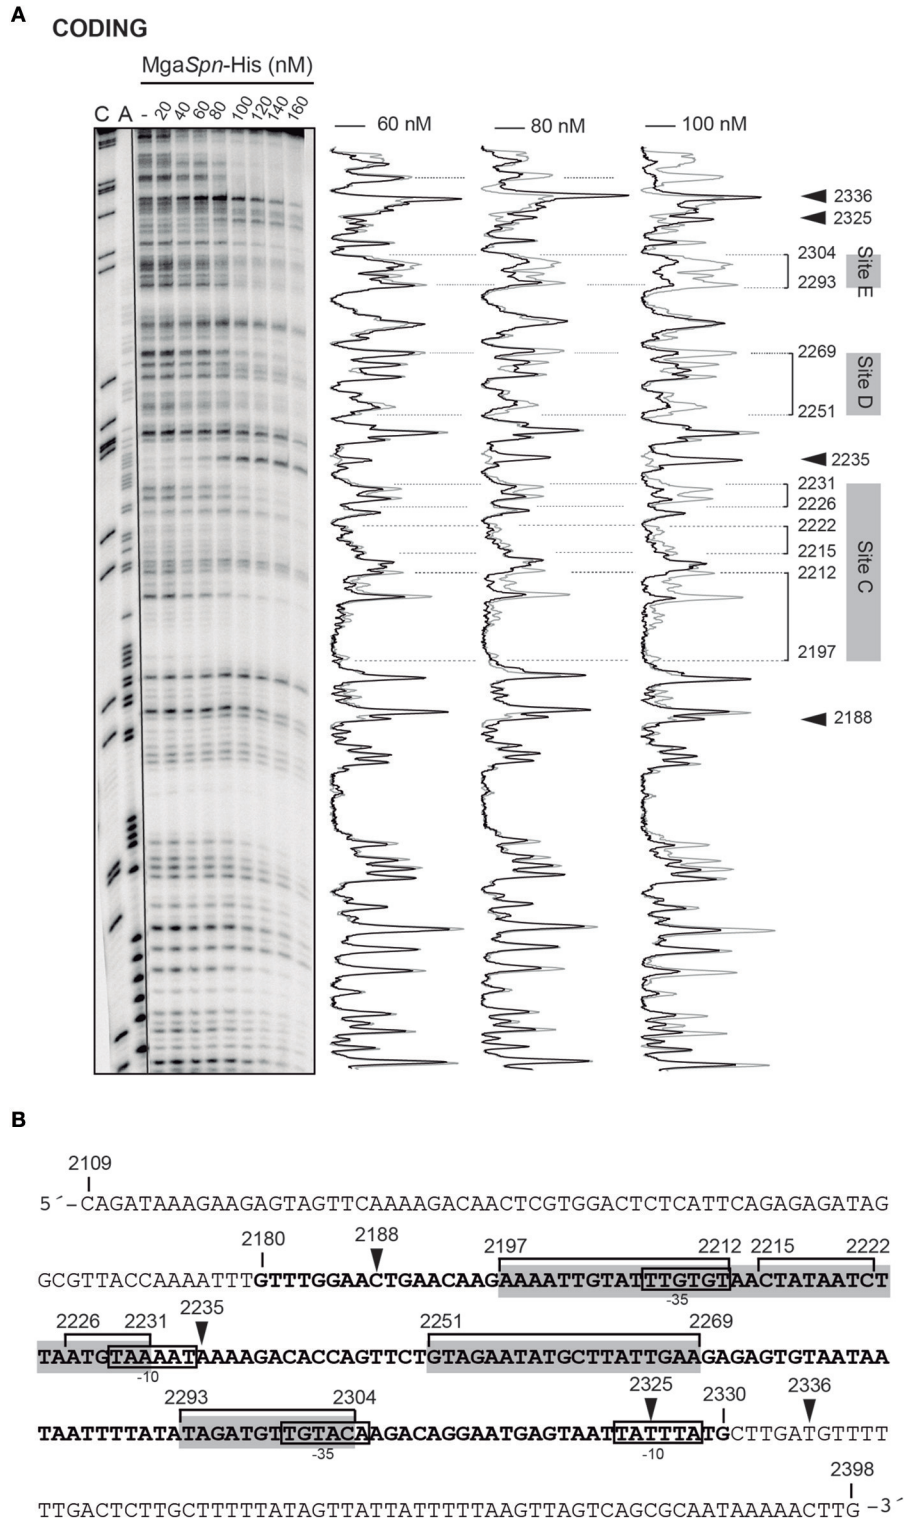 A
CODING
MgaSpn-His (nM)
C A - 20 40 60 80 100 120 140 160
60 nM 80 nM 100 nM
2336
2325
2304
2293
Site E
2269
2251
Site D
2235
2231
2226
2222
2215
2212
2197
Site C
2188
B
2109
5´–CAGATAAAGAAGAGTAGTTCAAAAGACAACTCGTGGACTCTCATTCAGAGAGATAG
2180 2188 2197 2212 2215 2222
GCGTTACCAAAATTTGTTTGGAACTGAACAAGAAAATTGTATTTGTGTAACTATAATCT
-35
2226 2231 2235 2251 2269
TAATGTAAAATAAAAGACACCAGTTCTGTAGAATATGCTTATTGAAGAGAGTGTAATAA
-10
2293 2304 2325 2330 2336
TAATTTTATATAGATGTTGTACAAGACAGGAATGAGTAATTATTTATGCTTGATGTTTT
-35 -10
2398
TTGACTCTTGCTTTTTTATAGTTATTATTTTTAAGTTAGTCAGCGCAATAAAAACTTG–3´